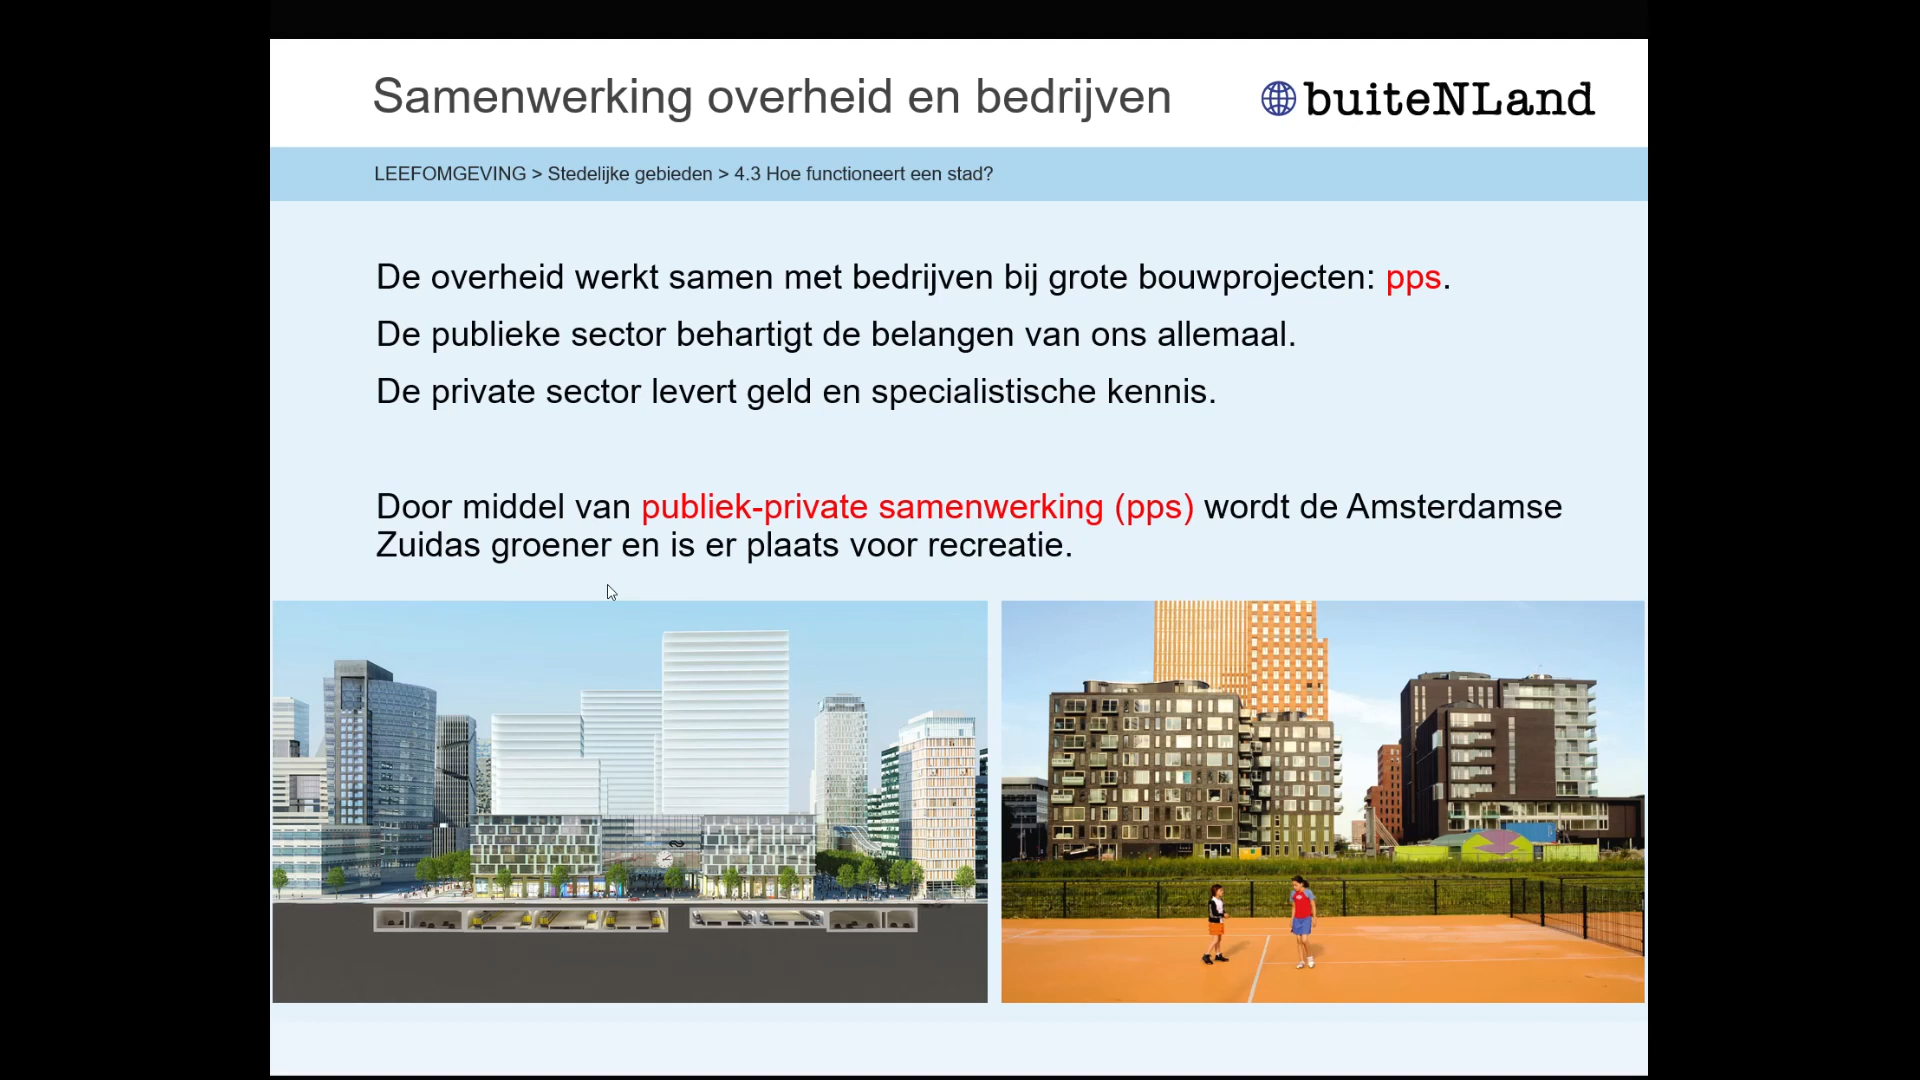 Samenwerking overheid en bedrijven
buiteNLand
LEEFOMGEVING > Stedelijke gebieden > 4.3 Hoe functioneert een stad?
De overheid werkt samen met bedrijven bij grote bouwprojecten: pps.
De publieke sector behartigt de belangen van ons allemaal.
De private sector levert geld en specialistische kennis.
Door middel van publiek-private samenwerking (pps) wordt de Amsterdamse
Zuidas groener en is er plaats voor recreatie.